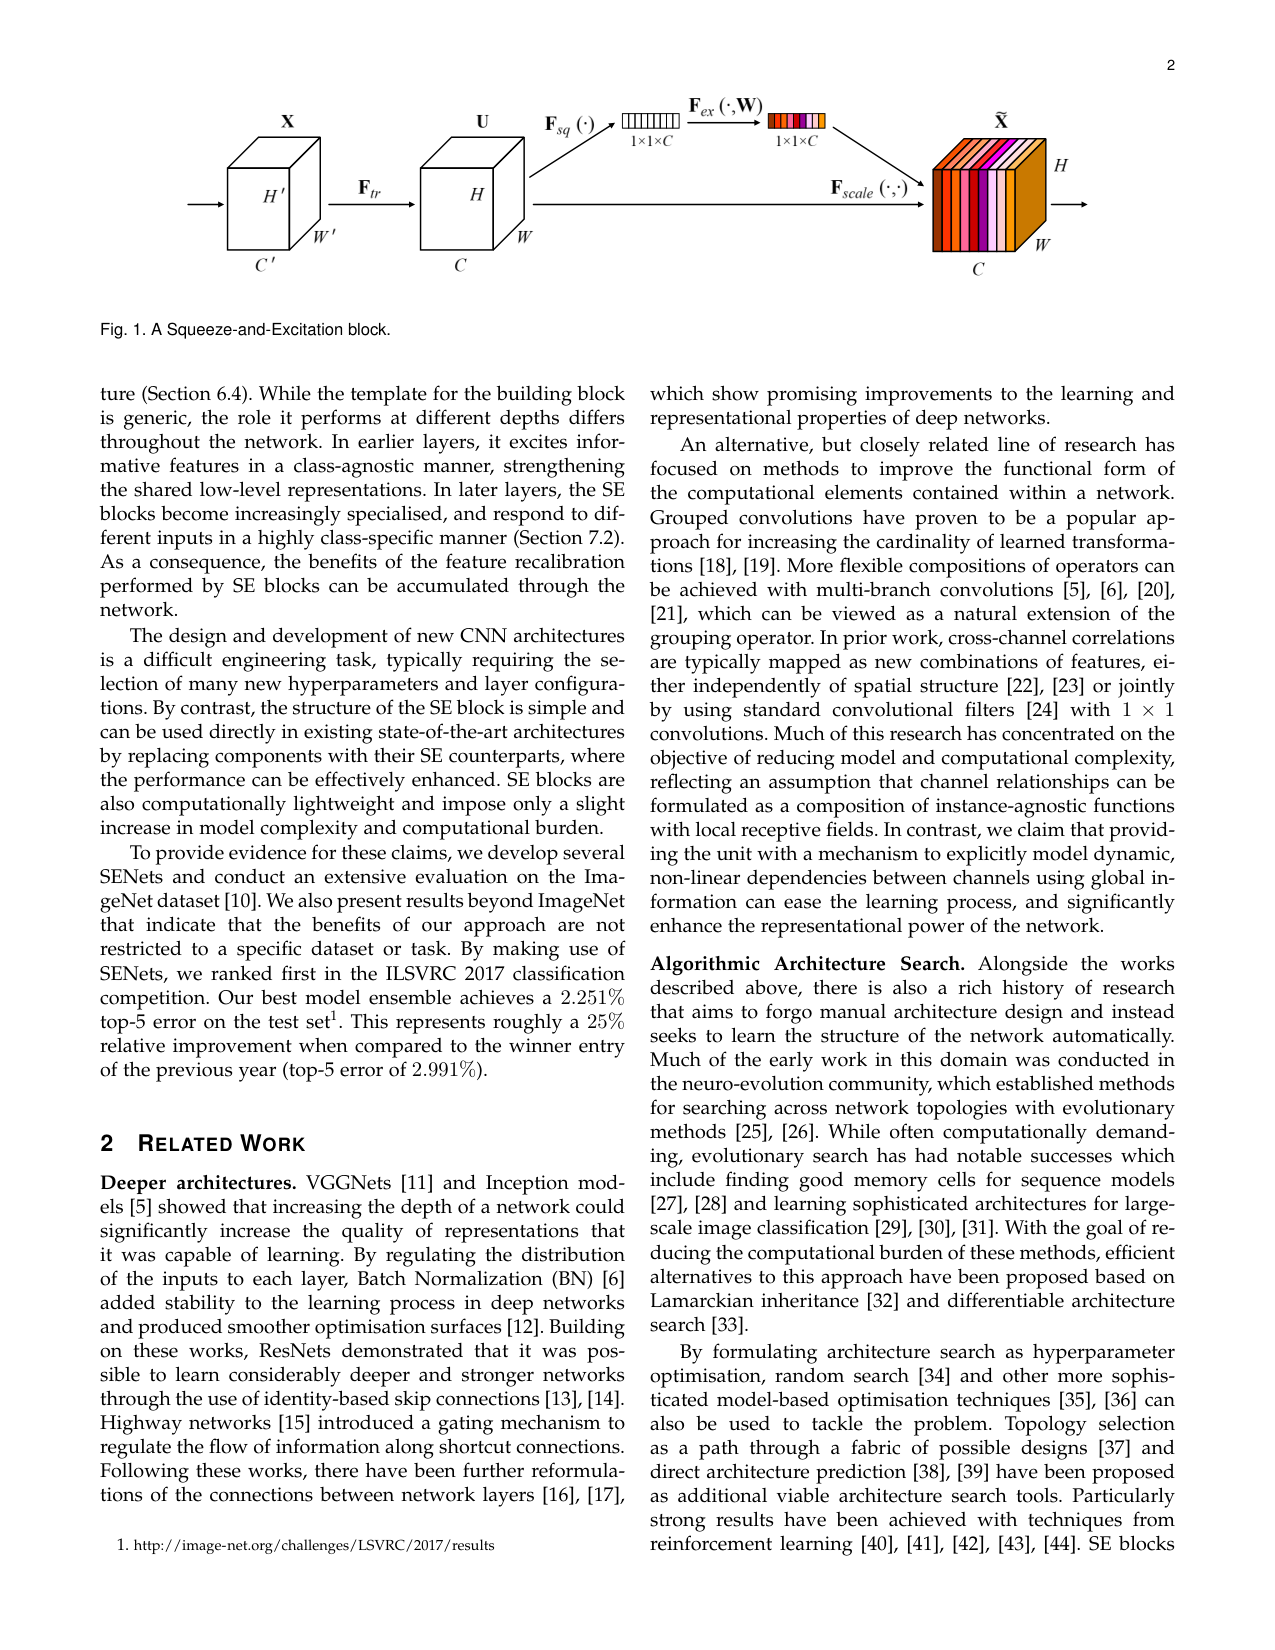 2
X
U
F_sq (·)
F_ex (·,W)
X̃
1×1×C
1×1×C
H′
F_tr
H
F_scale (·,·)
H
W′
W
W
C′
C
C
Fig. 1. A Squeeze-and-Excitation block.
ture (Section 6.4). While the template for the building block
is generic, the role it performs at different depths differs
throughout the network. In earlier layers, it excites infor-
mative features in a class-agnostic manner, strengthening
the shared low-level representations. In later layers, the SE
blocks become increasingly specialised, and respond to dif-
ferent inputs in a highly class-specific manner (Section 7.2).
As a consequence, the benefits of the feature recalibration
performed by SE blocks can be accumulated through the
network.
The design and development of new CNN architectures
is a difficult engineering task, typically requiring the se-
lection of many new hyperparameters and layer configura-
tions. By contrast, the structure of the SE block is simple and
can be used directly in existing state-of-the-art architectures
by replacing components with their SE counterparts, where
the performance can be effectively enhanced. SE blocks are
also computationally lightweight and impose only a slight
increase in model complexity and computational burden.
To provide evidence for these claims, we develop several
SENets and conduct an extensive evaluation on the Ima-
geNet dataset [10]. We also present results beyond ImageNet
that indicate that the benefits of our approach are not
restricted to a specific dataset or task. By making use of
SENets, we ranked first in the ILSVRC 2017 classification
competition. Our best model ensemble achieves a 2.251%
top-5 error on the test set¹. This represents roughly a 25%
relative improvement when compared to the winner entry
of the previous year (top-5 error of 2.991%).
2 RELATED WORK
Deeper architectures. VGGNets [11] and Inception mod-
els [5] showed that increasing the depth of a network could
significantly increase the quality of representations that
it was capable of learning. By regulating the distribution
of the inputs to each layer, Batch Normalization (BN) [6]
added stability to the learning process in deep networks
and produced smoother optimisation surfaces [12]. Building
on these works, ResNets demonstrated that it was pos-
sible to learn considerably deeper and stronger networks
through the use of identity-based skip connections [13], [14].
Highway networks [15] introduced a gating mechanism to
regulate the flow of information along shortcut connections.
Following these works, there have been further reformula-
tions of the connections between network layers [16], [17],
1. http://image-net.org/challenges/LSVRC/2017/results
which show promising improvements to the learning and
representational properties of deep networks.
An alternative, but closely related line of research has
focused on methods to improve the functional form of
the computational elements contained within a network.
Grouped convolutions have proven to be a popular ap-
proach for increasing the cardinality of learned transforma-
tions [18], [19]. More flexible compositions of operators can
be achieved with multi-branch convolutions [5], [6], [20],
[21], which can be viewed as a natural extension of the
grouping operator. In prior work, cross-channel correlations
are typically mapped as new combinations of features, ei-
ther independently of spatial structure [22], [23] or jointly
by using standard convolutional filters [24] with 1 × 1
convolutions. Much of this research has concentrated on the
objective of reducing model and computational complexity,
reflecting an assumption that channel relationships can be
formulated as a composition of instance-agnostic functions
with local receptive fields. In contrast, we claim that provid-
ing the unit with a mechanism to explicitly model dynamic,
non-linear dependencies between channels using global in-
formation can ease the learning process, and significantly
enhance the representational power of the network.
Algorithmic Architecture Search. Alongside the works
described above, there is also a rich history of research
that aims to forgo manual architecture design and instead
seeks to learn the structure of the network automatically.
Much of the early work in this domain was conducted in
the neuro-evolution community, which established methods
for searching across network topologies with evolutionary
methods [25], [26]. While often computationally demand-
ing, evolutionary search has had notable successes which
include finding good memory cells for sequence models
[27], [28] and learning sophisticated architectures for large-
scale image classification [29], [30], [31]. With the goal of re-
ducing the computational burden of these methods, efficient
alternatives to this approach have been proposed based on
Lamarckian inheritance [32] and differentiable architecture
search [33].
By formulating architecture search as hyperparameter
optimisation, random search [34] and other more sophis-
ticated model-based optimisation techniques [35], [36] can
also be used to tackle the problem. Topology selection
as a path through a fabric of possible designs [37] and
direct architecture prediction [38], [39] have been proposed
as additional viable architecture search tools. Particularly
strong results have been achieved with techniques from
reinforcement learning [40], [41], [42], [43], [44]. SE blocks